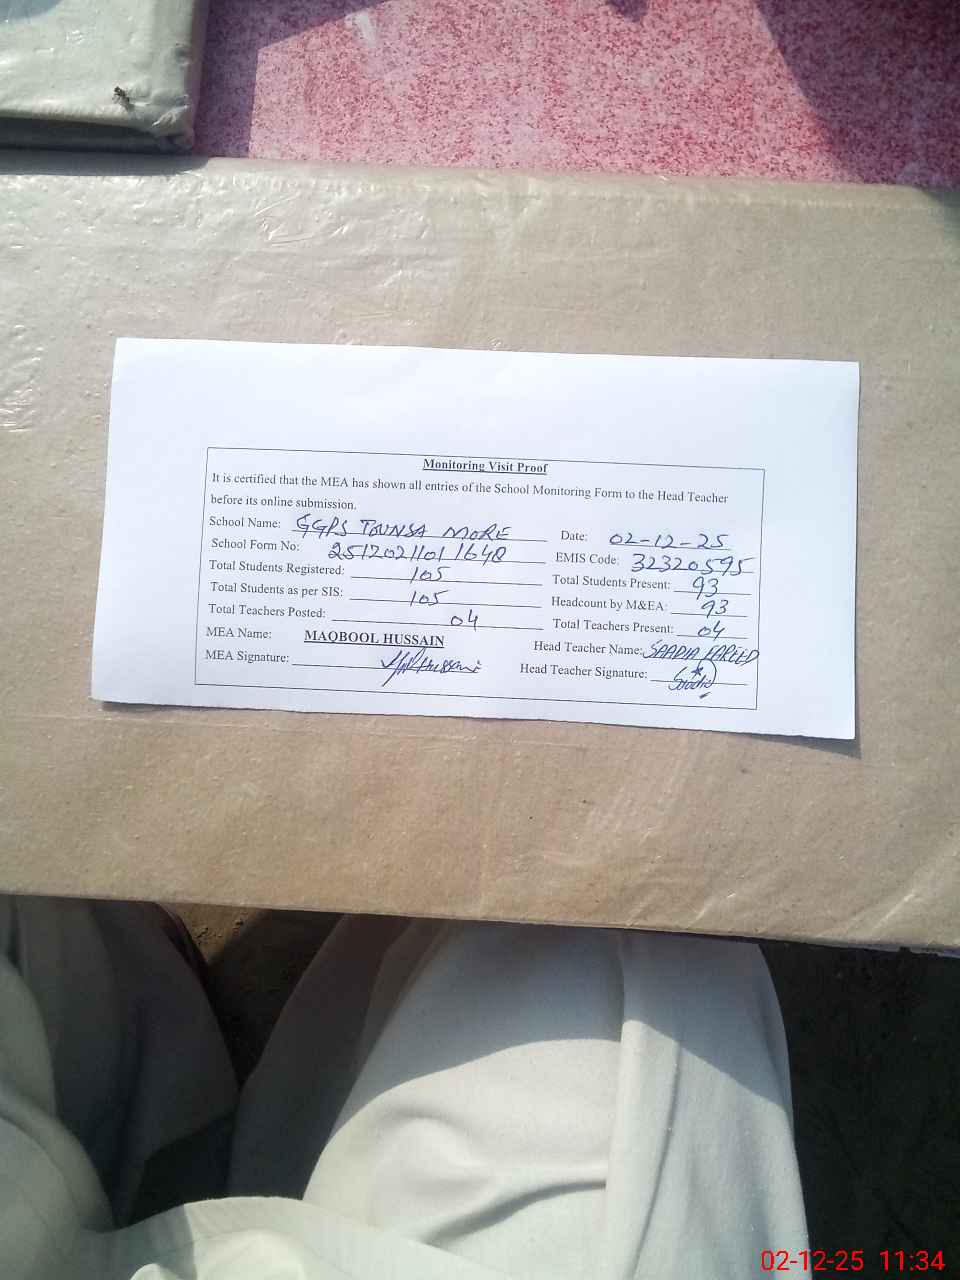 Monitoring Visit Proof
It is certified that the MEA has shown all entries of the School Monitoring Form to the Head Teacher
before its online submission.
School Name: GGPS TOUNSA MORE Date: 02-12-25
School Form No: 25120211011648 EMIS Code: 32320595
Total Students Registered: 105 Total Students Present: 93
Total Students as per SIS: 105 Headcount by M&EA: 93
Total Teachers Posted: 04 Total Teachers Present: 04
MEA Name: MAQBOOL HUSSAIN Head Teacher Name: SAADIA FAREED
MEA Signature: Head Teacher Signature: Saadia
02-12-25 11:34